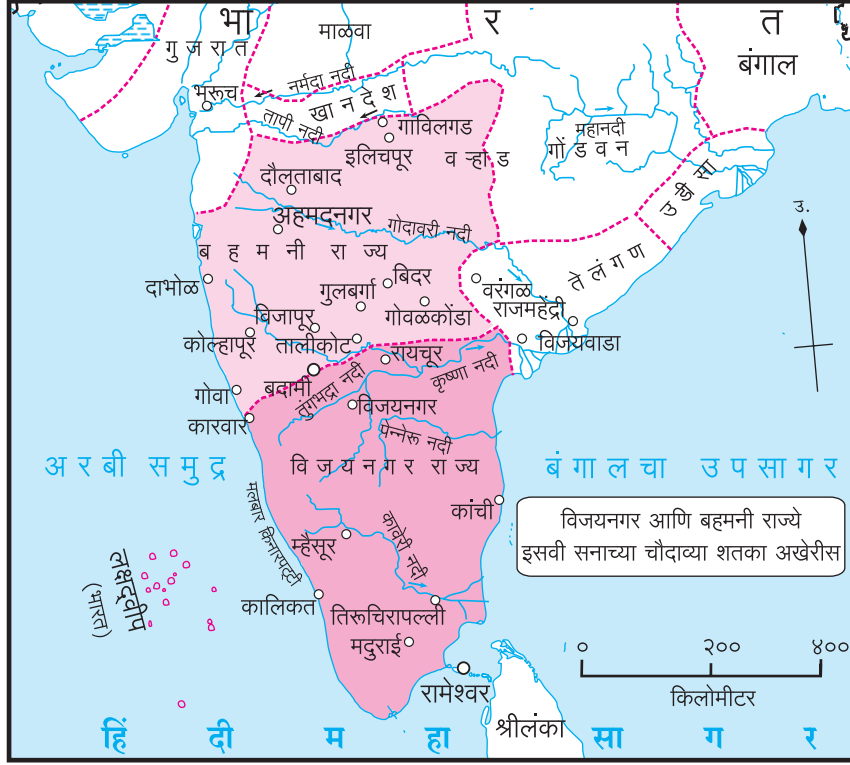 भा र त
गुजरात
माळवा
बंगाल
नर्मदा नदी
भरूच
खानदेश
तापी नदी
गाविलगड
महानदी
गोंडवन
इलिचपूर
वऱ्हाड
दौलताबाद
उडीसा
अहमदनगर
गोदावरी नदी
उ.
बहमनी राज्य
तेलंगण
दाभोळ
बिदर
वरंगळ
गुलबर्गा
राजमहेंद्री
बिजापूर
गोवळकोंडा
कोल्हापूर
तालीकोट
विजयवाडा
रायचूर
बदामी
तुंगभद्रा नदी
कृष्णा नदी
गोवा
विजयनगर
कारवार
पेन्नेरू नदी
अरबी समुद्र
विजयनगर राज्य
बंगालचा उपसागर
मलबार किनारपट्टी
कांची
विजयनगर आणि बहमनी राज्ये
इसवी सनाच्या चौदाव्या शतका अखेरीस
म्हैसूर
कावेरी नदी
लक्षद्वीप
(भारत)
कालिकत
तिरूचिरापल्ली
मदुराई
० २०० ४००
किलोमीटर
रामेश्वर
श्रीलंका
हिंदी महासागर